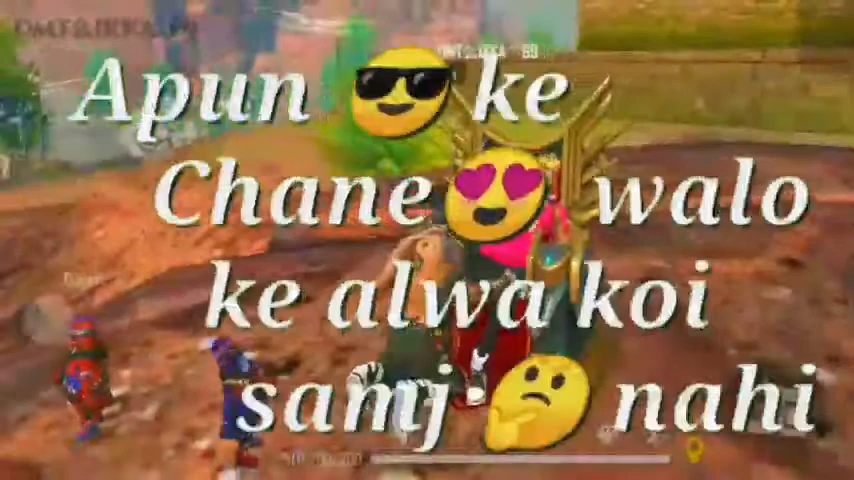 Apun 😎 ke
Chane 😍 walo
ke alwa koi
samj 🤔 nahi